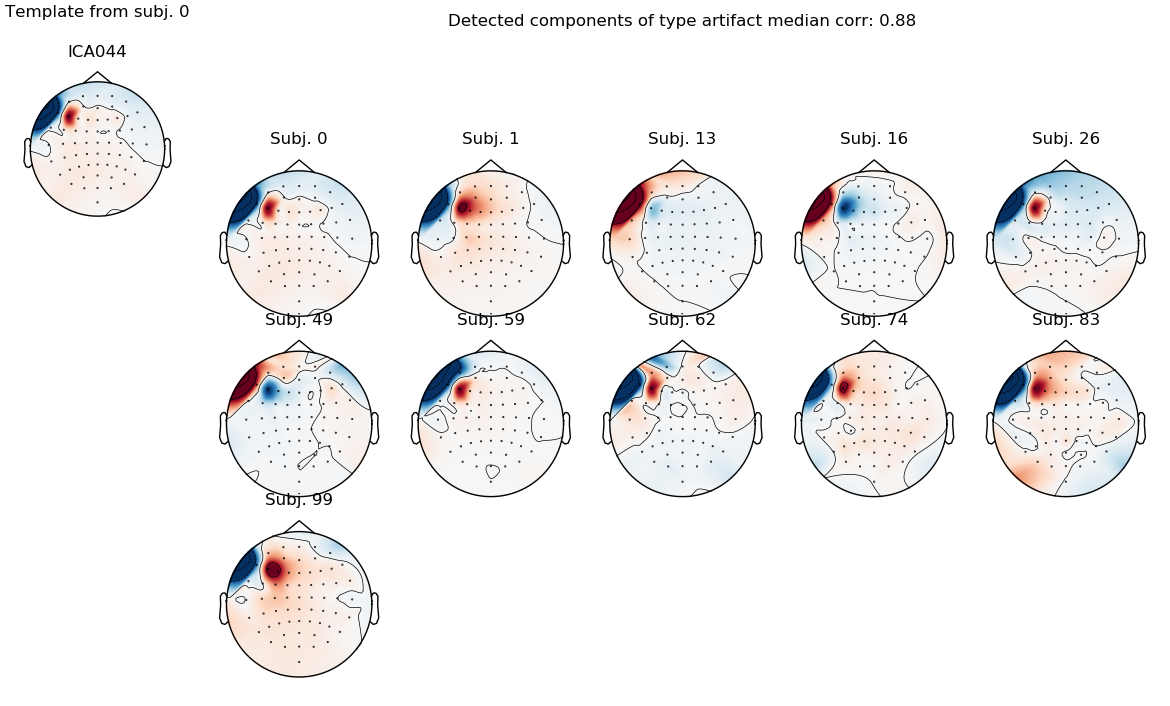 Template from subj. 0
Detected components of type artifact median corr: 0.88
ICA044
Subj. 0 Subj. 1 Subj. 13 Subj. 16 Subj. 26
Subj. 49 Subj. 59 Subj. 62 Subj. 74 Subj. 83
Subj. 99